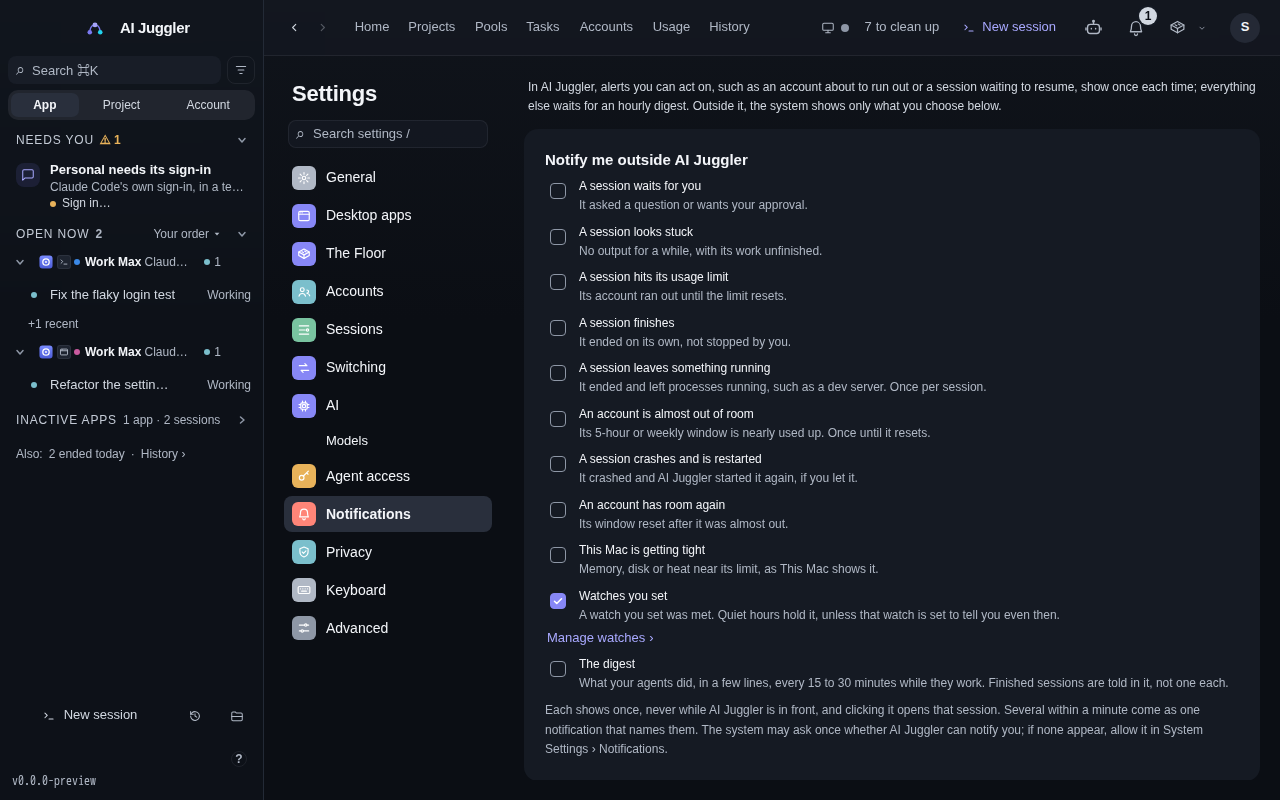 AI Juggler
Search ⌘K
App Project Account
NEEDS YOU 1
Personal needs its sign-in
Claude Code's own sign-in, in a te…
Sign in…
OPEN NOW 2 Your order
Work Max Claud… 1
Fix the flaky login test Working
+1 recent
Work Max Claud… 1
Refactor the settin… Working
INACTIVE APPS 1 app · 2 sessions
Also: 2 ended today · History ›
New session
?
v0.0.0-preview
Home Projects Pools Tasks Accounts Usage History
7 to clean up
New session
1
S
Settings
Search settings /
General
Desktop apps
The Floor
Accounts
Sessions
Switching
AI
Models
Agent access
Notifications
Privacy
Keyboard
Advanced
In AI Juggler, alerts you can act on, such as an account about to run out or a session waiting to resume, show once each time; everything
else waits for an hourly digest. Outside it, the system shows only what you choose below.
Notify me outside AI Juggler
A session waits for you
It asked a question or wants your approval.
A session looks stuck
No output for a while, with its work unfinished.
A session hits its usage limit
Its account ran out until the limit resets.
A session finishes
It ended on its own, not stopped by you.
A session leaves something running
It ended and left processes running, such as a dev server. Once per session.
An account is almost out of room
Its 5-hour or weekly window is nearly used up. Once until it resets.
A session crashes and is restarted
It crashed and AI Juggler started it again, if you let it.
An account has room again
Its window reset after it was almost out.
This Mac is getting tight
Memory, disk or heat near its limit, as This Mac shows it.
Watches you set
A watch you set was met. Quiet hours hold it, unless that watch is set to tell you even then.
Manage watches ›
The digest
What your agents did, in a few lines, every 15 to 30 minutes while they work. Finished sessions are told in it, not one each.
Each shows once, never while AI Juggler is in front, and clicking it opens that session. Several within a minute come as one
notification that names them. The system may ask once whether AI Juggler can notify you; if none appear, allow it in System
Settings › Notifications.